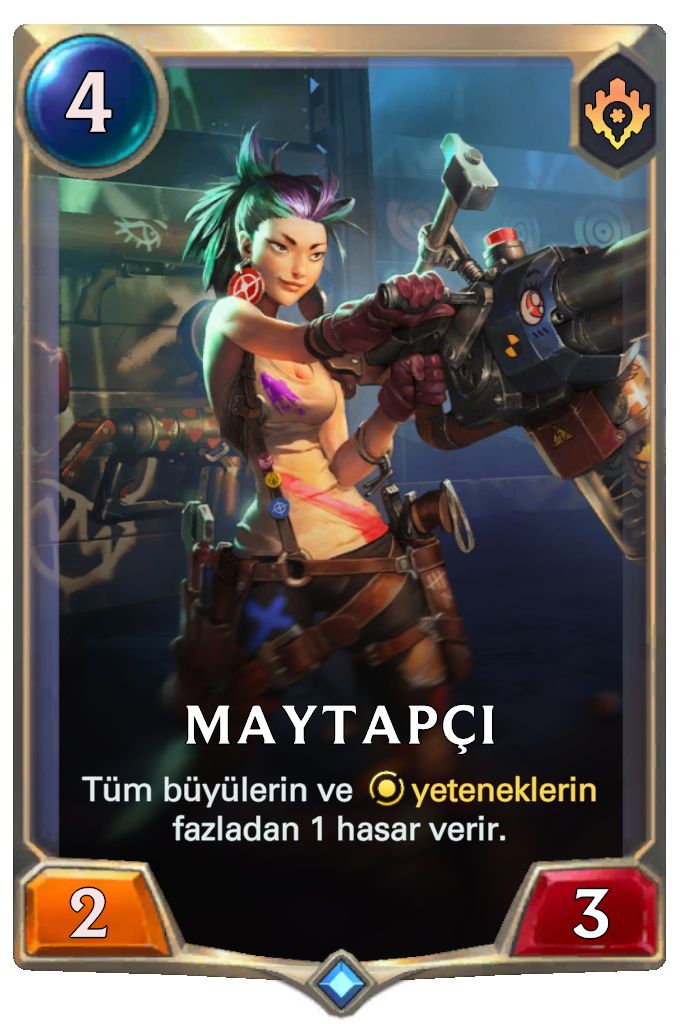 4
MAYTAPÇI
Tüm büyülerin ve yeteneklerin
fazladan 1 hasar verir.
2
3